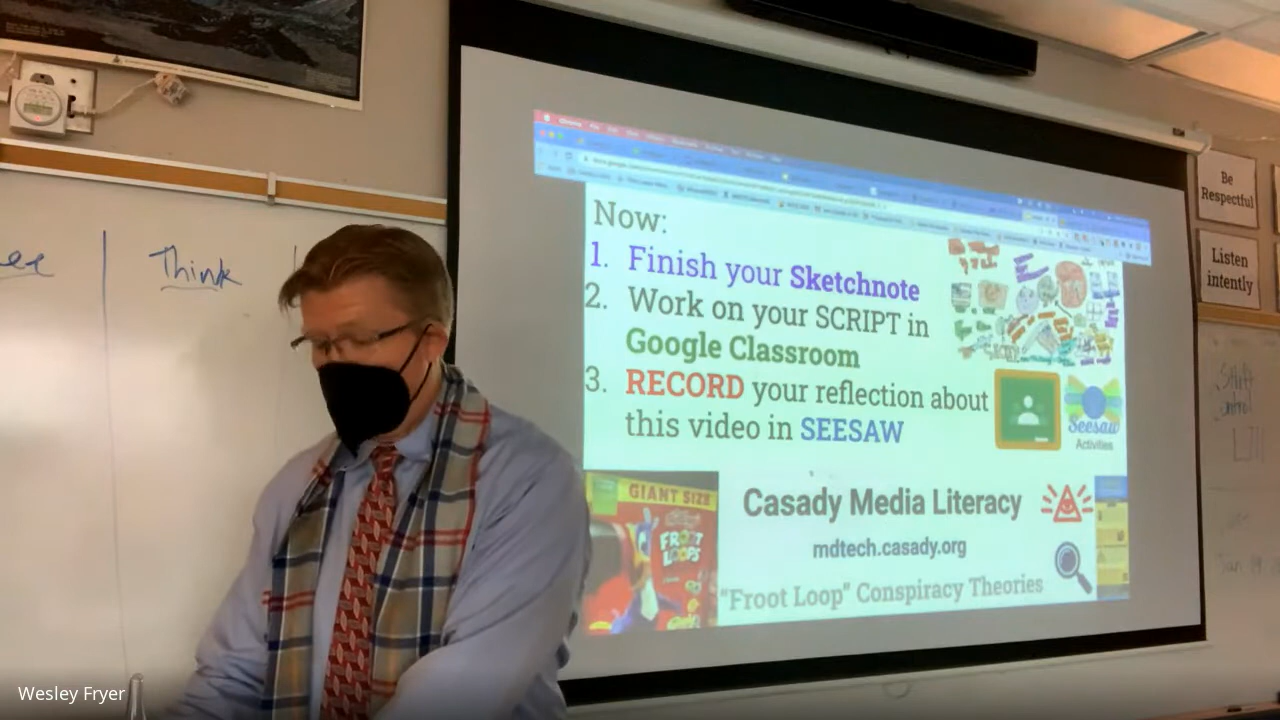 Think
Be
Respectful
Listen
intently
Now:
1. Finish your Sketchnote
2. Work on your SCRIPT in
Google Classroom
3. RECORD your reflection about
this video in SEESAW
Seesaw
Activities
GIANT SIZE
FROOT
LOOPS
Casady Media Literacy
mdtech.casady.org
"Froot Loop" Conspiracy Theories
Wesley Fryer